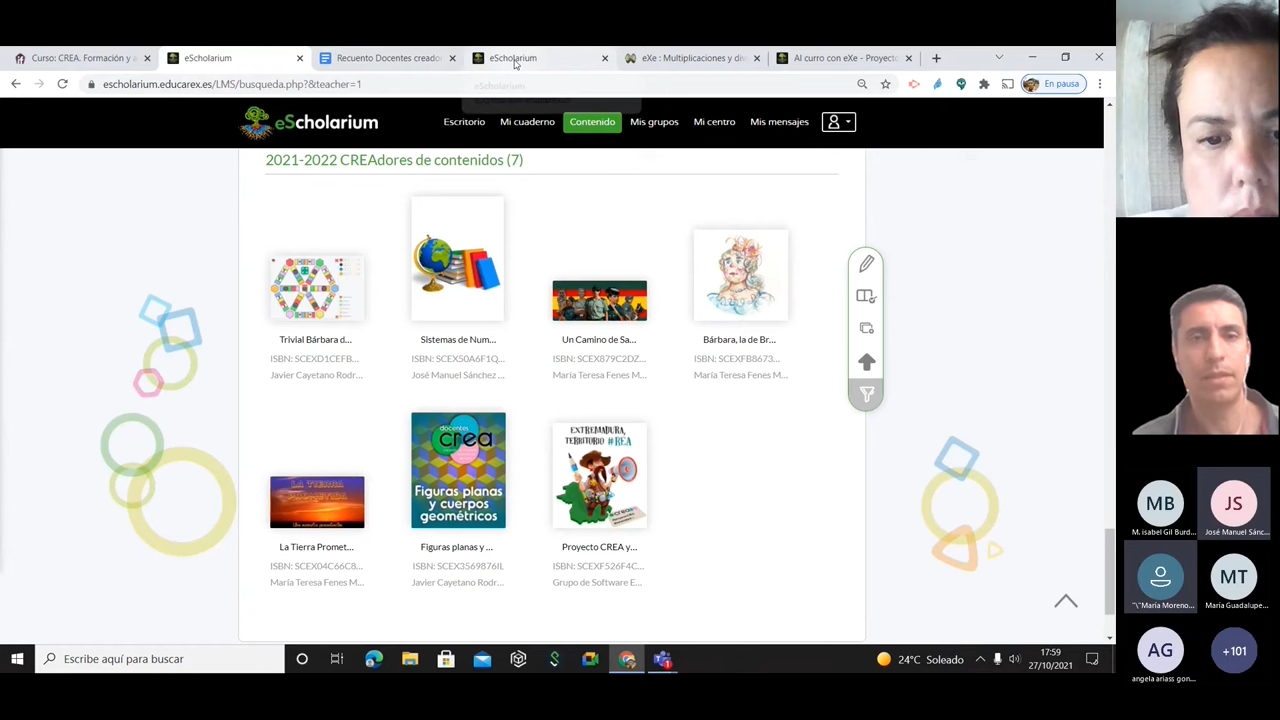 Curso: CREA. Formación y a
eScholarium
Recuento Docentes creado
eScholarium
eXe : Multiplicaciones y di
Al curro con eXe - Proyect
escholarium.educarex.es/LMS/busqueda.php?&teacher=1
En pausa
eScholarium
eScholarium
Escritorio
Mi cuaderno
Contenido
Mis grupos
Mi centro
Mis mensajes
2021-2022 CREAdores de contenidos (7)
Trivial Bárbara d...
Sistemas de Num...
Un Camino de Sa...
Bárbara, la de Br...
ISBN: SCEXD1CEFB...
ISBN: SCEX50A6F1Q...
ISBN: SCEX879C2DZ...
ISBN: SCEXFB8673...
Javier Cayetano Rodr...
José Manuel Sánchez ...
María Teresa Fenes M...
María Teresa Fenes M...
LA TIERRA
PROMETIDA
docentes
crea
Figuras planas
y cuerpos
geométricos
EXTREMADURA,
TERRITORIO #REA
La Tierra Promet...
Figuras planas y ...
Proyecto CREA y...
ISBN: SCEX04C66C8...
ISBN: SCEX3569876IL
ISBN: SCEXF526F4C...
María Teresa Fenes M...
Javier Cayetano Rodr...
Grupo de Software E...
MB
JS
M. isabel Gil Burd...
José Manuel Sánc...
MT
"\"María Moreno...
María Guadalupe...
AG
+101
angela ariass gon...
Escribe aquí para buscar
24°C Soleado
17:59
27/10/2021